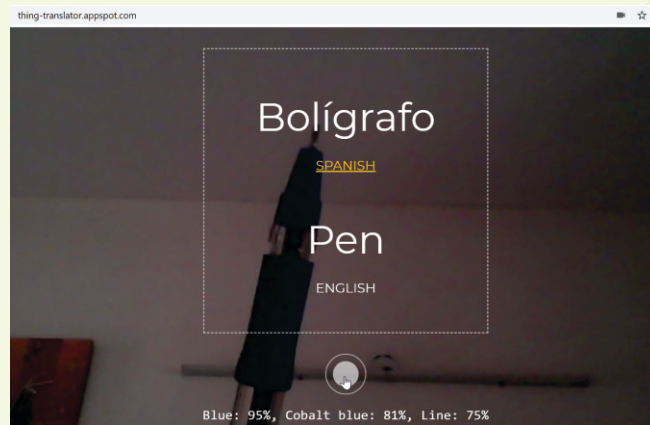 thing-translator.appspot.com
Bolígrafo
SPANISH
Pen
ENGLISH
Blue: 95%, Cobalt blue: 81%, Line: 75%